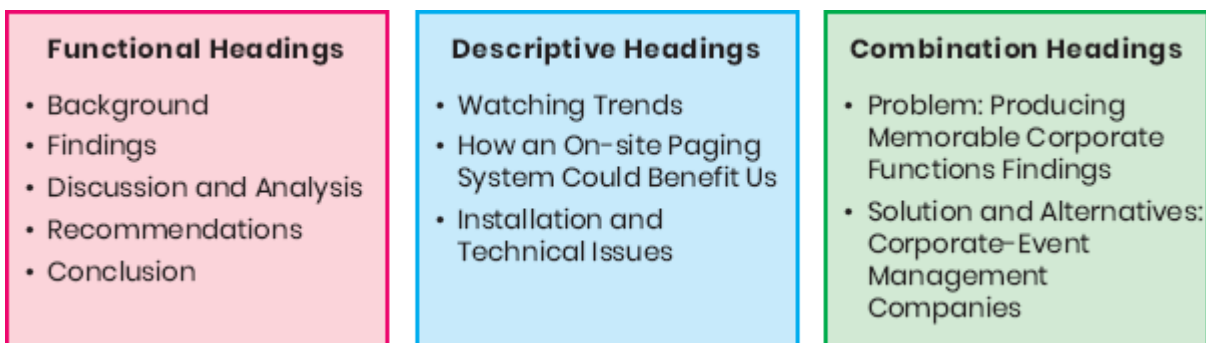 Functional Headings
• Background
• Findings
• Discussion and Analysis
• Recommendations
• Conclusion
Descriptive Headings
• Watching Trends
• How an On-site Paging
System Could Benefit Us
• Installation and
Technical Issues
Combination Headings
• Problem: Producing
Memorable Corporate
Functions Findings
• Solution and Alternatives:
Corporate-Event
Management
Companies